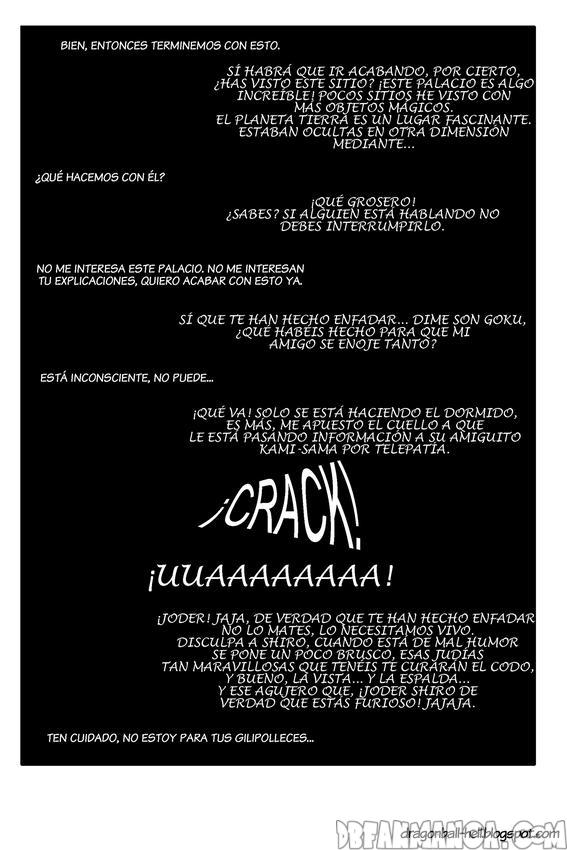 BIEN, ENTONCES TERMINEMOS CON ESTO.
SÍ HABRÁ QUE IR ACABANDO, POR CIERTO,
¿HAS VISTO ESTE SITIO? ¡ESTE PALACIO ES ALGO
INCREÍBLE! POCOS SITIOS HE VISTO CON
MÁS OBJETOS MÁGICOS.
EL PLANETA TIERRA ES UN LUGAR FASCINANTE.
ESTABAN OCULTAS EN OTRA DIMENSIÓN
MEDIANTE...
¿QUÉ HACEMOS CON ÉL?
¡QUÉ GROSERO!
¿SABES? SI ALGUIEN ESTÁ HABLANDO NO
DEBES INTERRUMPIRLO.
NO ME INTERESA ESTE PALACIO. NO ME INTERESAN
TU EXPLICACIONES, QUIERO ACABAR CON ESTO YA.
SÍ QUE TE HAN HECHO ENFADAR... DIME SON GOKU,
¿QUÉ HABÉIS HECHO PARA QUE MI
AMIGO SE ENOJE TANTO?
ESTÁ INCONSCIENTE, NO PUEDE...
¡QUÉ VA! SOLO SE ESTÁ HACIENDO EL DORMIDO,
ES MÁS, ME APUESTO EL CUELLO A QUE
LE ESTÁ PASANDO INFORMACIÓN A SU AMIGUITO
KAMI-SAMA POR TELEPATÍA.
¡CRACK!
¡UUAAAAAAAA!
¡JODER! JAJA, DE VERDAD QUE TE HAN HECHO ENFADAR
NO LO MATES, LO NECESITAMOS VIVO.
DISCULPA A SHIRO, CUANDO ESTÁ DE MAL HUMOR
SE PONE UN POCO BRUSCO, ESAS JUDÍAS
TAN MARAVILLOSAS QUE TENÉIS TE CURARÁN EL CODO,
Y BUENO, LA VISTA... Y LA ESPALDA...
Y ESE AGUJERO QUE, ¡JODER SHIRO DE
VERDAD QUE ESTÁS FURIOSO! JAJAJA.
TEN CUIDADO, NO ESTOY PARA TUS GILIPOLLECES...
dragonball-hell.blogspot.com
DBFANMANGA.COM